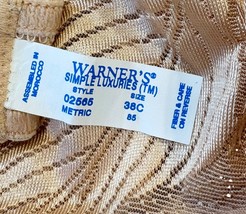 ASSEMBLED IN
MOROCCO
WARNER'S
SIMPLE LUXURIES (TM)
STYLE SIZE
02565 38C
METRIC 85
FIBER & CARE
ON REVERSE